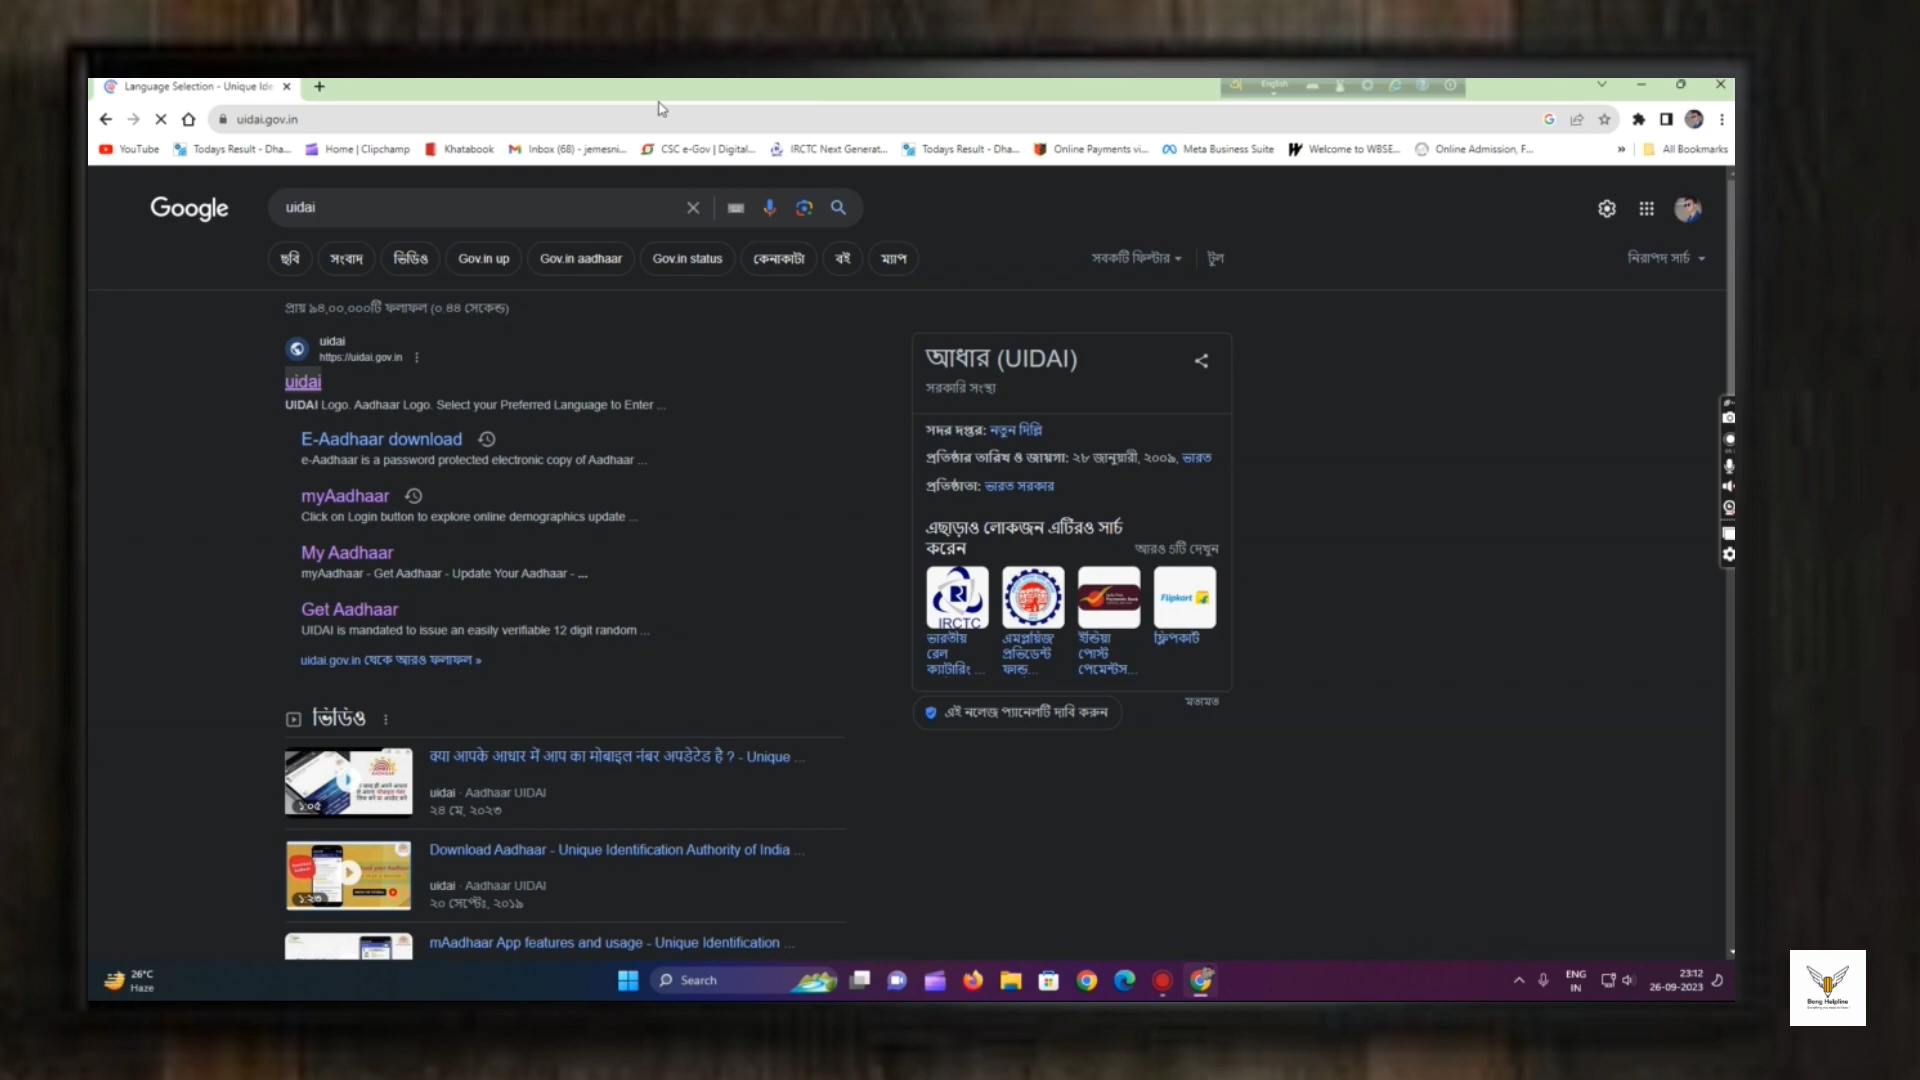 Language Selection - Unique Ide
English
uidai.gov.in
YouTube
Todays Result - Dha...
Home | Clipchamp
Khatabook
Inbox (68) - jemesni...
CSC e-Gov | Digital...
IRCTC Next Generat...
Todays Result - Dha...
Online Payments vi...
Meta Business Suite
Welcome to WBSE...
Online Admission, F...
»
All Bookmarks
Google
uidai
ছবি
সংবাদ
ভিডিও
Gov.in up
Gov.in aadhaar
Gov.in status
কেনাকাটা
বই
ম্যাপ
সবকটি ফিল্টার
টুল
নিরাপদ সার্চ
প্রায় ৯৪,০০,০০০টি ফলাফল (০.৪৪ সেকেন্ড)
uidai
https://uidai.gov.in
uidai
UIDAI Logo. Aadhaar Logo. Select your Preferred Language to Enter ...
E-Aadhaar download
e-Aadhaar is a password protected electronic copy of Aadhaar ...
myAadhaar
Click on Login button to explore online demographics update ...
My Aadhaar
myAadhaar - Get Aadhaar - Update Your Aadhaar - ...
Get Aadhaar
UIDAI is mandated to issue an easily verifiable 12 digit random ...
uidai.gov.in থেকে আরও ফলাফল »
ভিডিও
১:০৫
क्या आपके आधार में आप का मोबाइल नंबर अपडेटेड है ? - Unique ...
uidai · Aadhaar UIDAI
২৪ মে, ২০২৩
১:২৩
Download Aadhaar - Unique Identification Authority of India ...
uidai · Aadhaar UIDAI
২০ সেপ্টেঃ, ২০১৯
mAadhaar App features and usage - Unique Identification ...
আধার (UIDAI)
সরকারি সংস্থা
সদর দপ্তর: নতুন দিল্লি
প্রতিষ্ঠার তারিখ ও জায়গা: ২৮ জানুয়ারী, ২০০৯, ভারত
প্রতিষ্ঠাতা: ভারত সরকার
এছাড়াও লোকজন এটিরও সার্চ
করেন
আরও ৫টি দেখুন
IRCTC
Flipkart
ভারতীয়
রেল
ক্যাটারিং ...
এমপ্লয়িজ
প্রভিডেন্ট
ফান্ড...
ইন্ডিয়া
পোস্ট
পেমেন্টস...
ফ্লিপকার্ট
মতামত
এই নলেজ প্যানেলটি দাবি করুন
26°C
Haze
Search
ENG
IN
23:12
26-09-2023
Beng Helpline